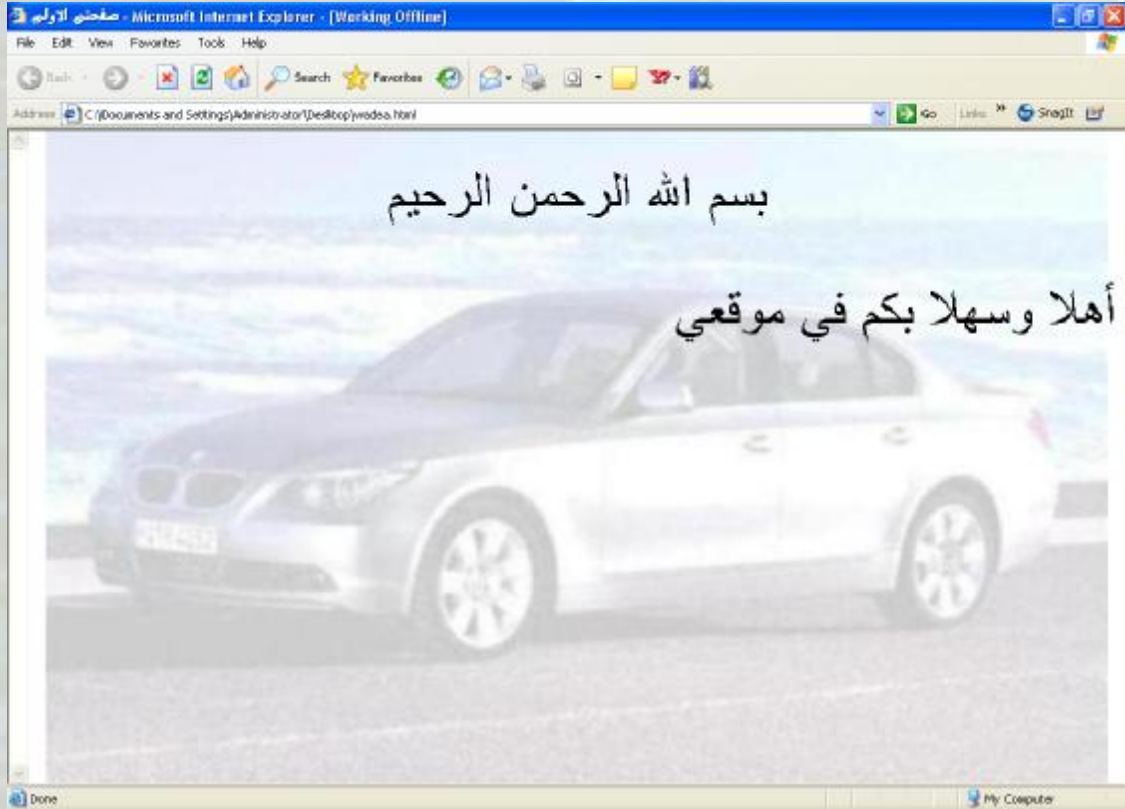 صفحتي الاولى - Microsoft Internet Explorer - [Working Offline]
File Edit View Favorites Tools Help
Back Search Favorites
Address C:\Documents and Settings\Administrator\Desktop\wadea.html Go Links » SnagIt
بسم الله الرحمن الرحيم
أهلا وسهلا بكم في موقعي
Done My Computer